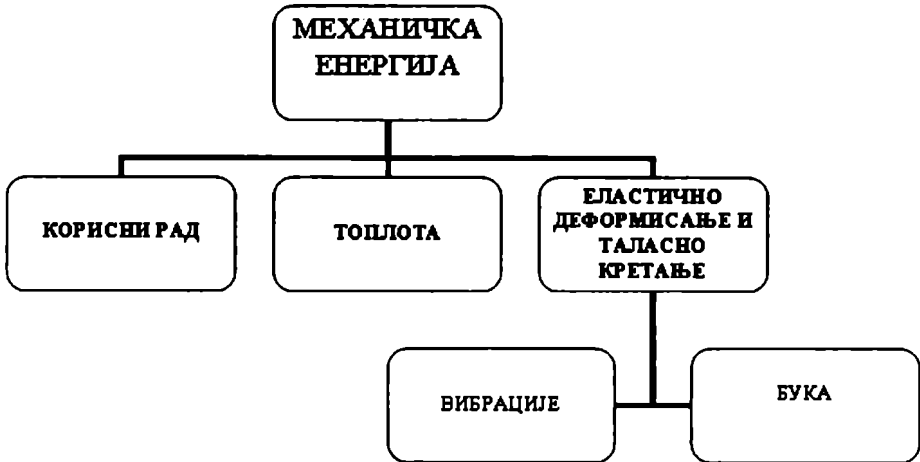 МЕХАНИЧКА
ЕНЕРГИЈА
КОРИСНИ РАД
ТОПЛОТА
ЕЛАСТИЧНО
ДЕФОРМИСАЊЕ И
ТАЛАСНО
КРЕТАЊЕ
ВИБРАЦИЈЕ
БУКА